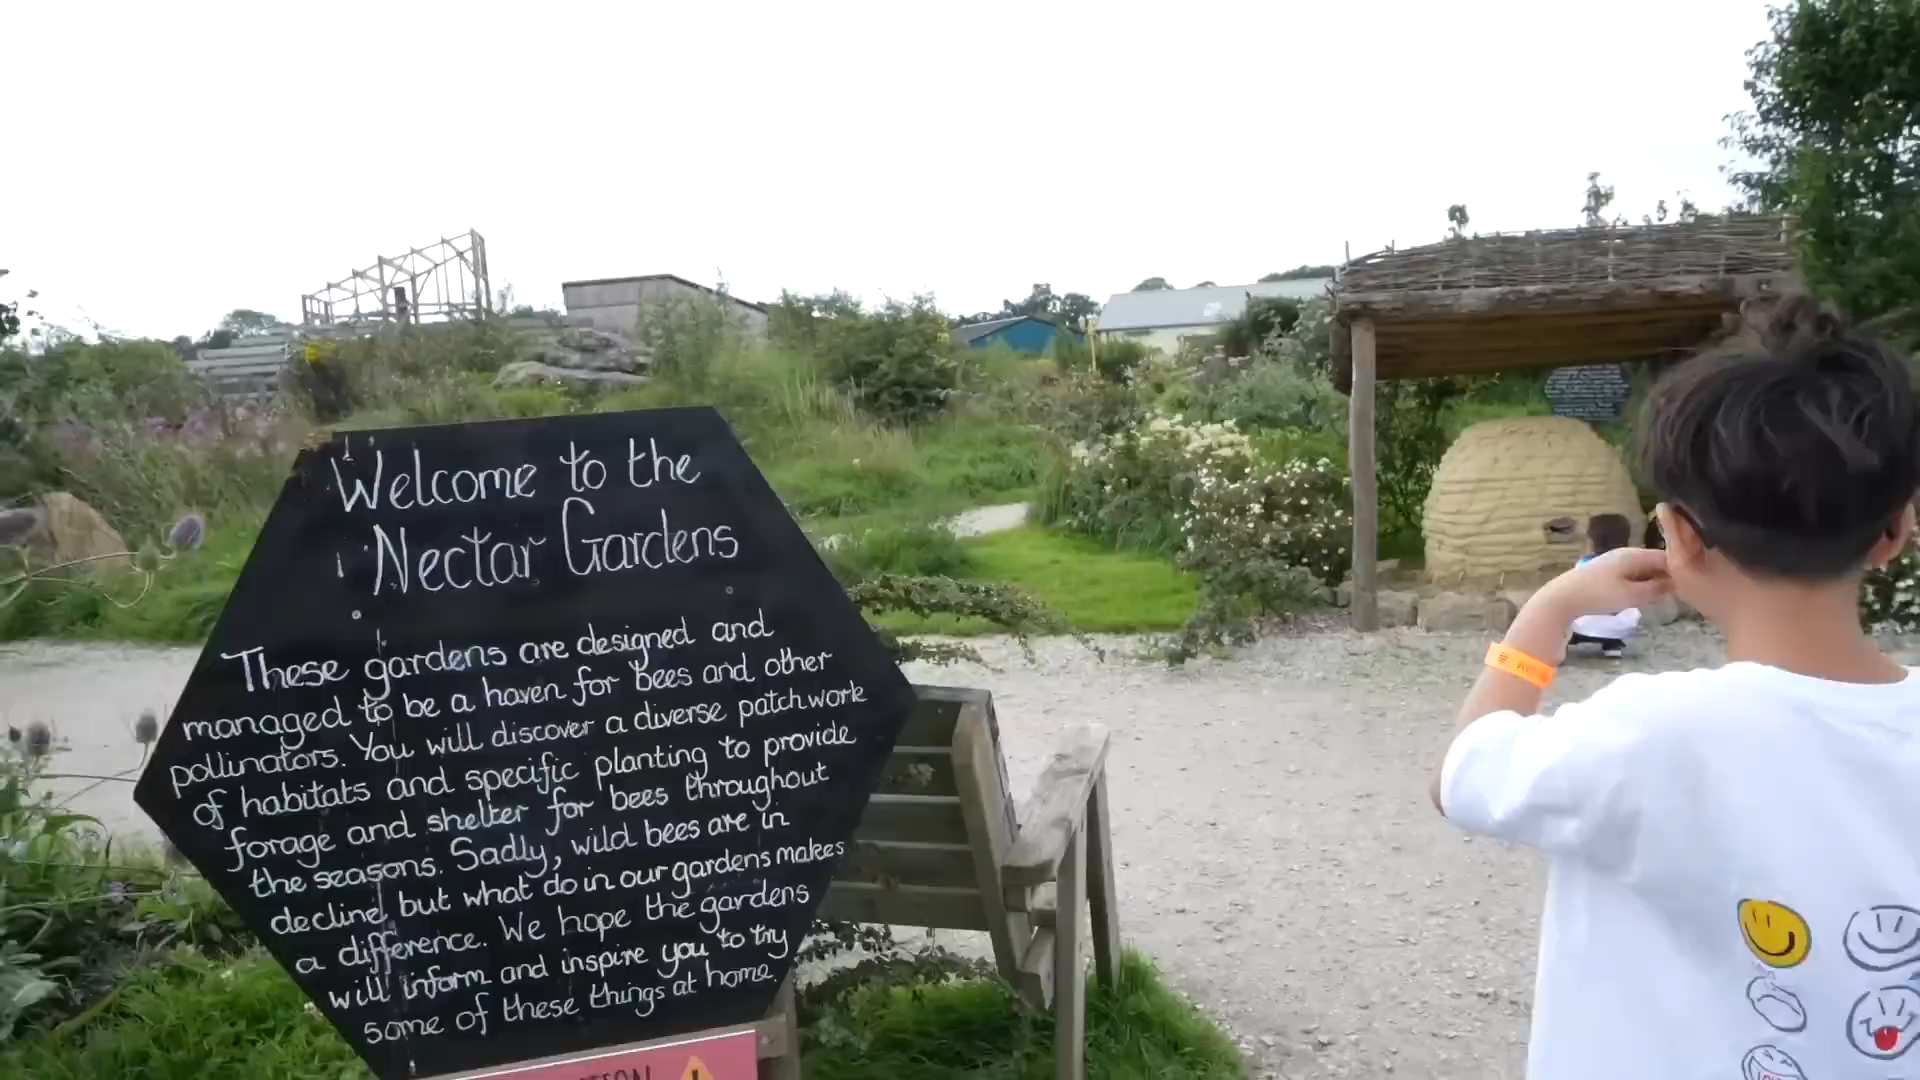 Welcome to the
Nectar Gardens
These gardens are designed and
managed to be a haven for bees and other
pollinators. You will discover a diverse patchwork
of habitats and specific planting to provide
forage and shelter for bees throughout
the seasons. Sadly, wild bees are in
decline but what do in our gardens makes
a difference. We hope the gardens
will inform and inspire you to try
some of these things at home.